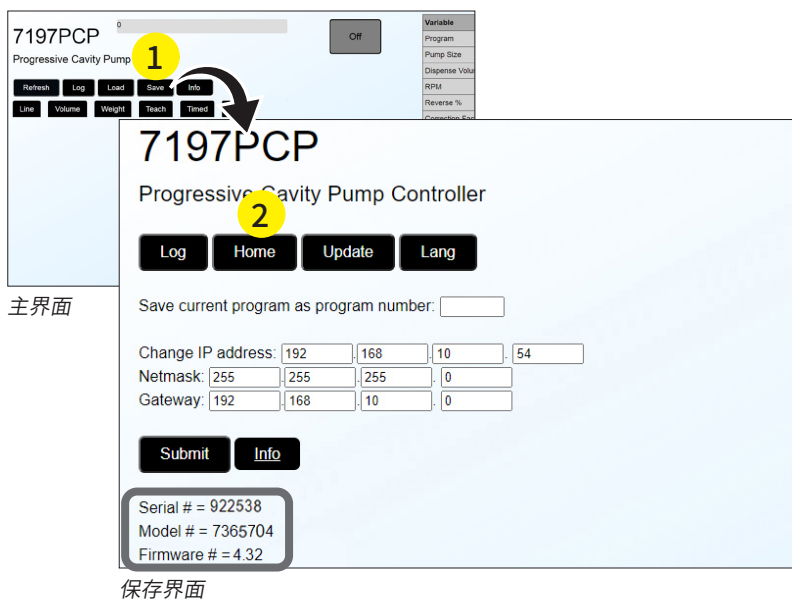 7197PCP
Progressive Cavity Pump
0
Off
1
Refresh Log Load Save Info
Line Volume Weight Teach Timed
Variable
Program
Pump Size
Dispense Volu
RPM
Reverse %
主界面
7197PCP
Progressive Cavity Pump Controller
2
Log Home Update Lang
Save current program as program number:
Change IP address: 192 . 168 . 10 . 54
Netmask: 255 . 255 . 255 . 0
Gateway: 192 . 168 . 10 . 0
Submit Info
Serial # = 922538
Model # = 7365704
Firmware # = 4.32
保存界面